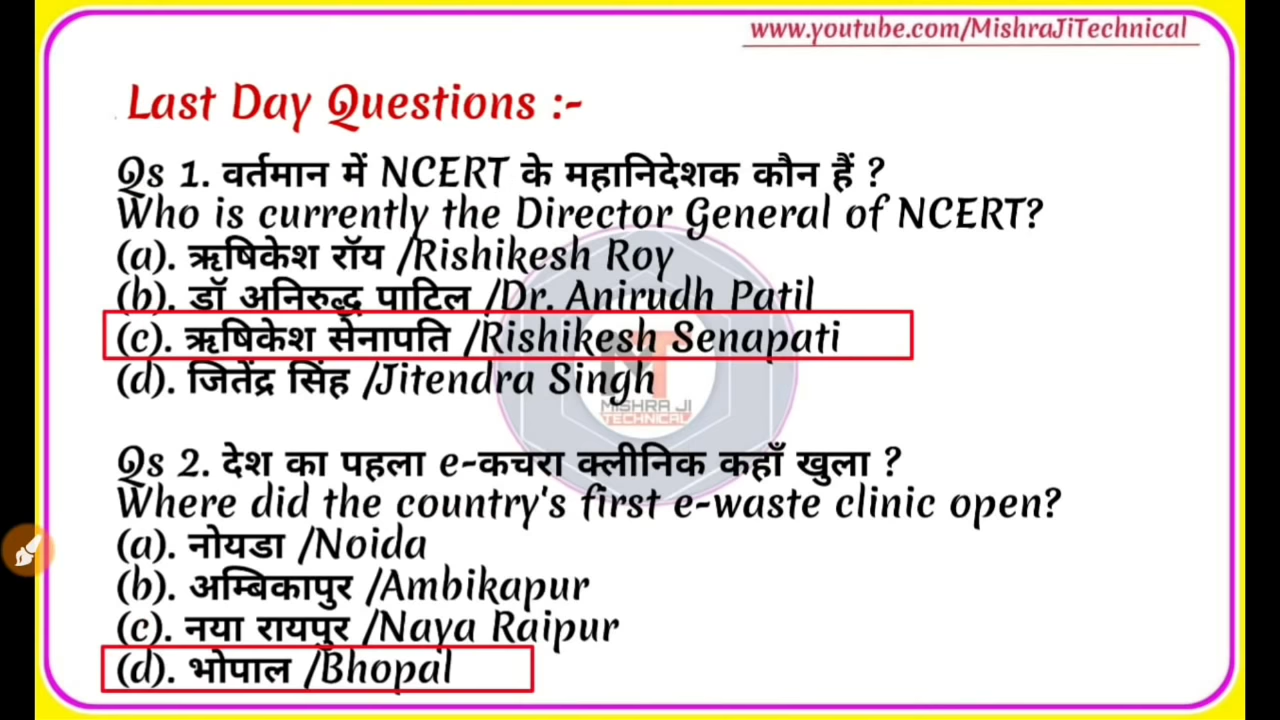 www.youtube.com/MishraJiTechnical
Last Day Questions :-
Qs 1. वर्तमान में NCERT के महानिदेशक कौन हैं ?
Who is currently the Director General of NCERT?
(a). ऋषिकेश रॉय /Rishikesh Roy
(b). डॉ अनिरुद्ध पाटिल /Dr. Anirudh Patil
(c). ऋषिकेश सेनापति /Rishikesh Senapati
(d). जितेंद्र सिंह /Jitendra Singh
MISHRA JI
TECHNICAL
Qs 2. देश का पहला e-कचरा क्लीनिक कहाँ खुला ?
Where did the country's first e-waste clinic open?
(a). नोयडा /Noida
(b). अम्बिकापुर /Ambikapur
(c). नया रायपुर /Naya Raipur
(d). भोपाल /Bhopal